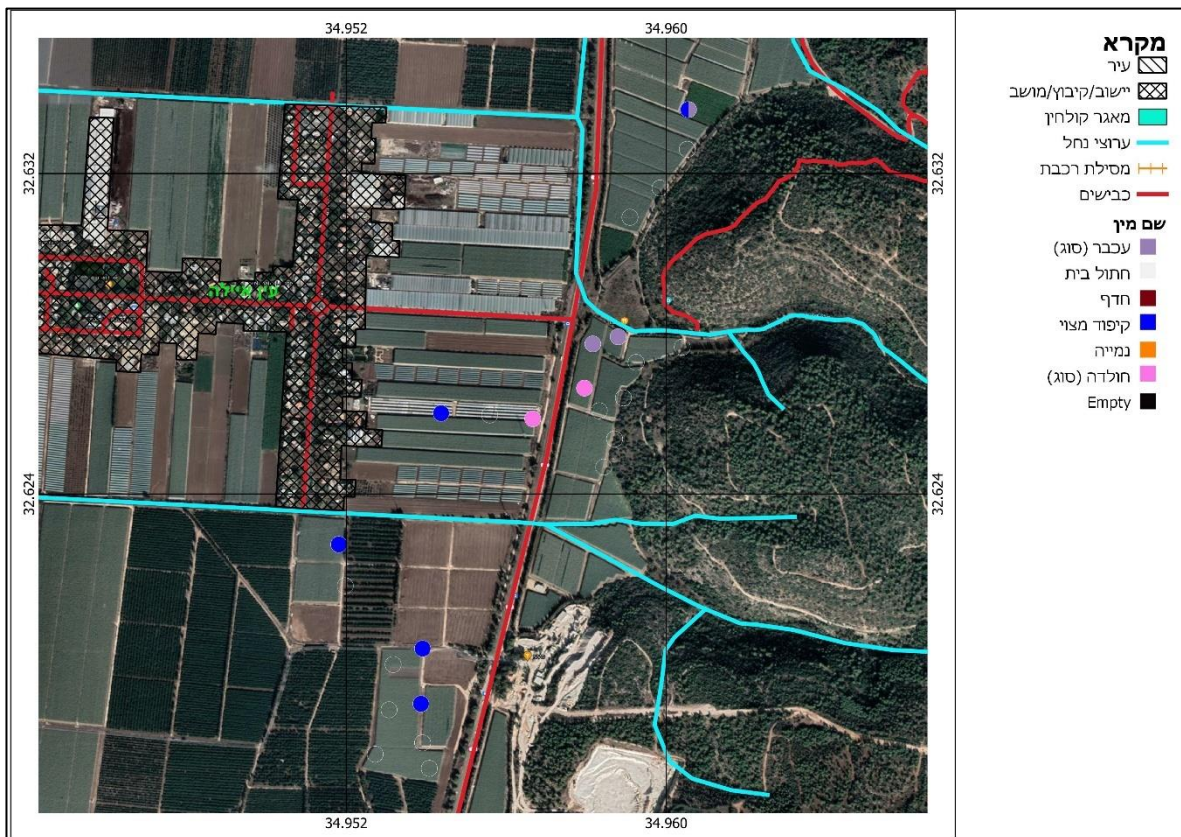 34.952 34.960
32.632 32.632
עין איילה
32.624 32.624
34.952 34.960
מקרא
עיר
יישוב/קיבוץ/מושב
מאגר קולחין
ערוצי נחל
מסילת רכבת
כבישים
שם מין
עכבר (סוג)
חתול בית
חדף
קיפוד מצוי
נמייה
חולדה (סוג)
Empty